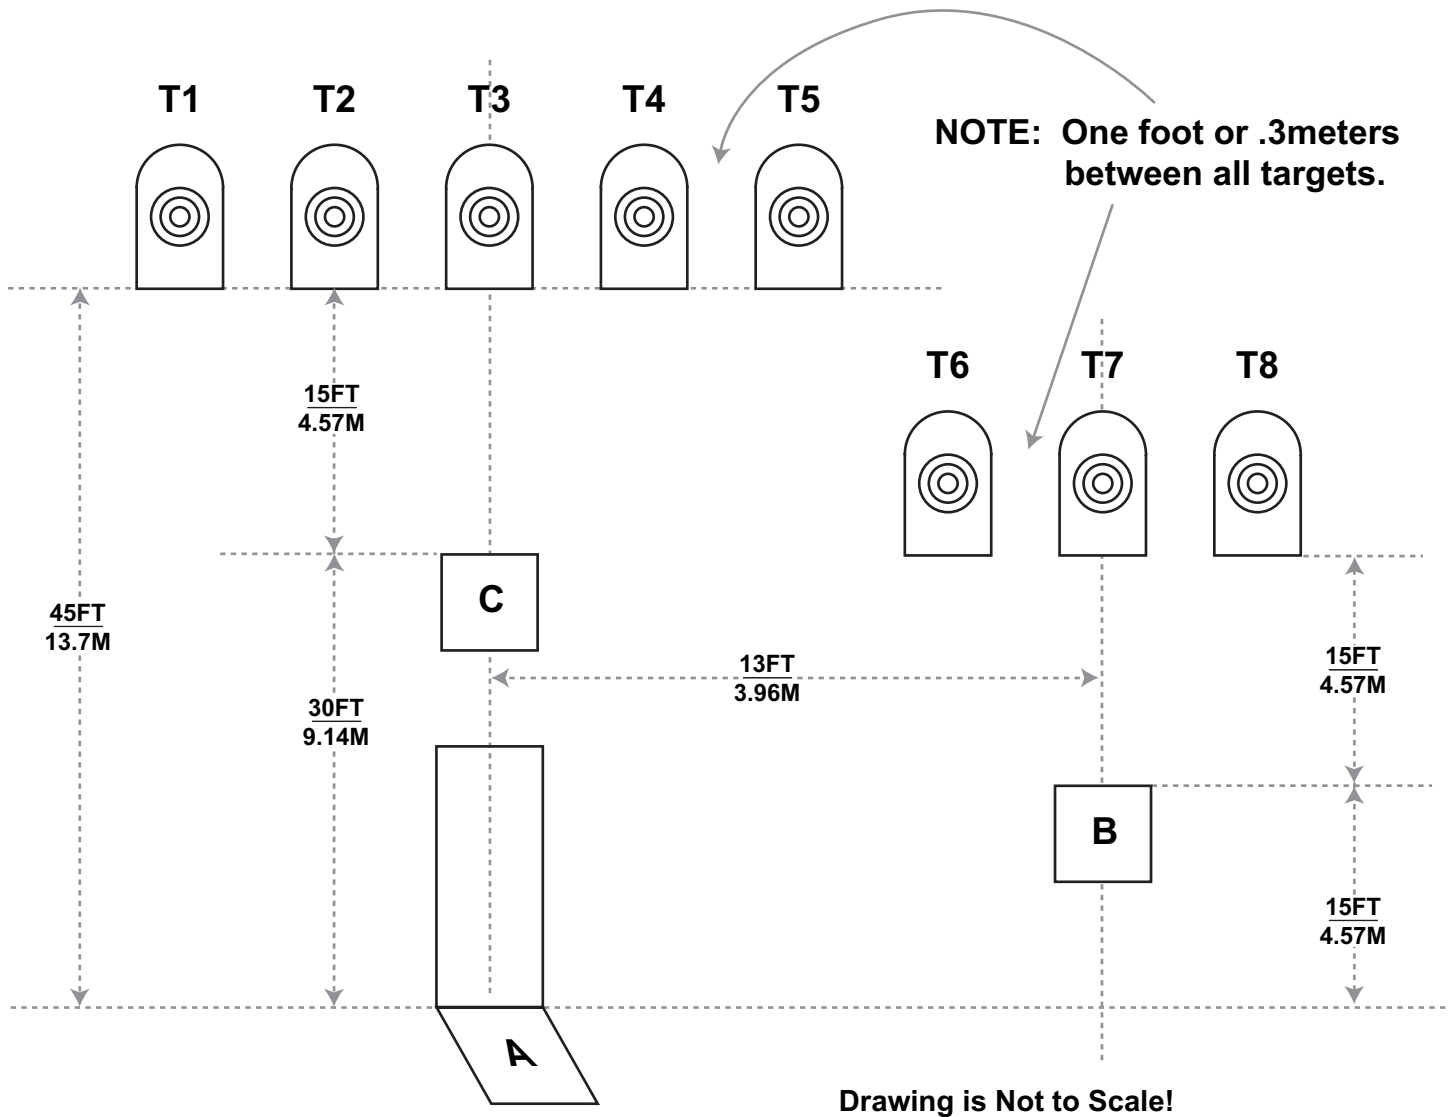 T1 T2 T3 T4 T5
NOTE: One foot or .3meters
between all targets.
T6 T7 T8
15FT
4.57M
C
45FT
13.7M
13FT
3.96M
15FT
4.57M
30FT
9.14M
B
15FT
4.57M
A
Drawing is Not to Scale!